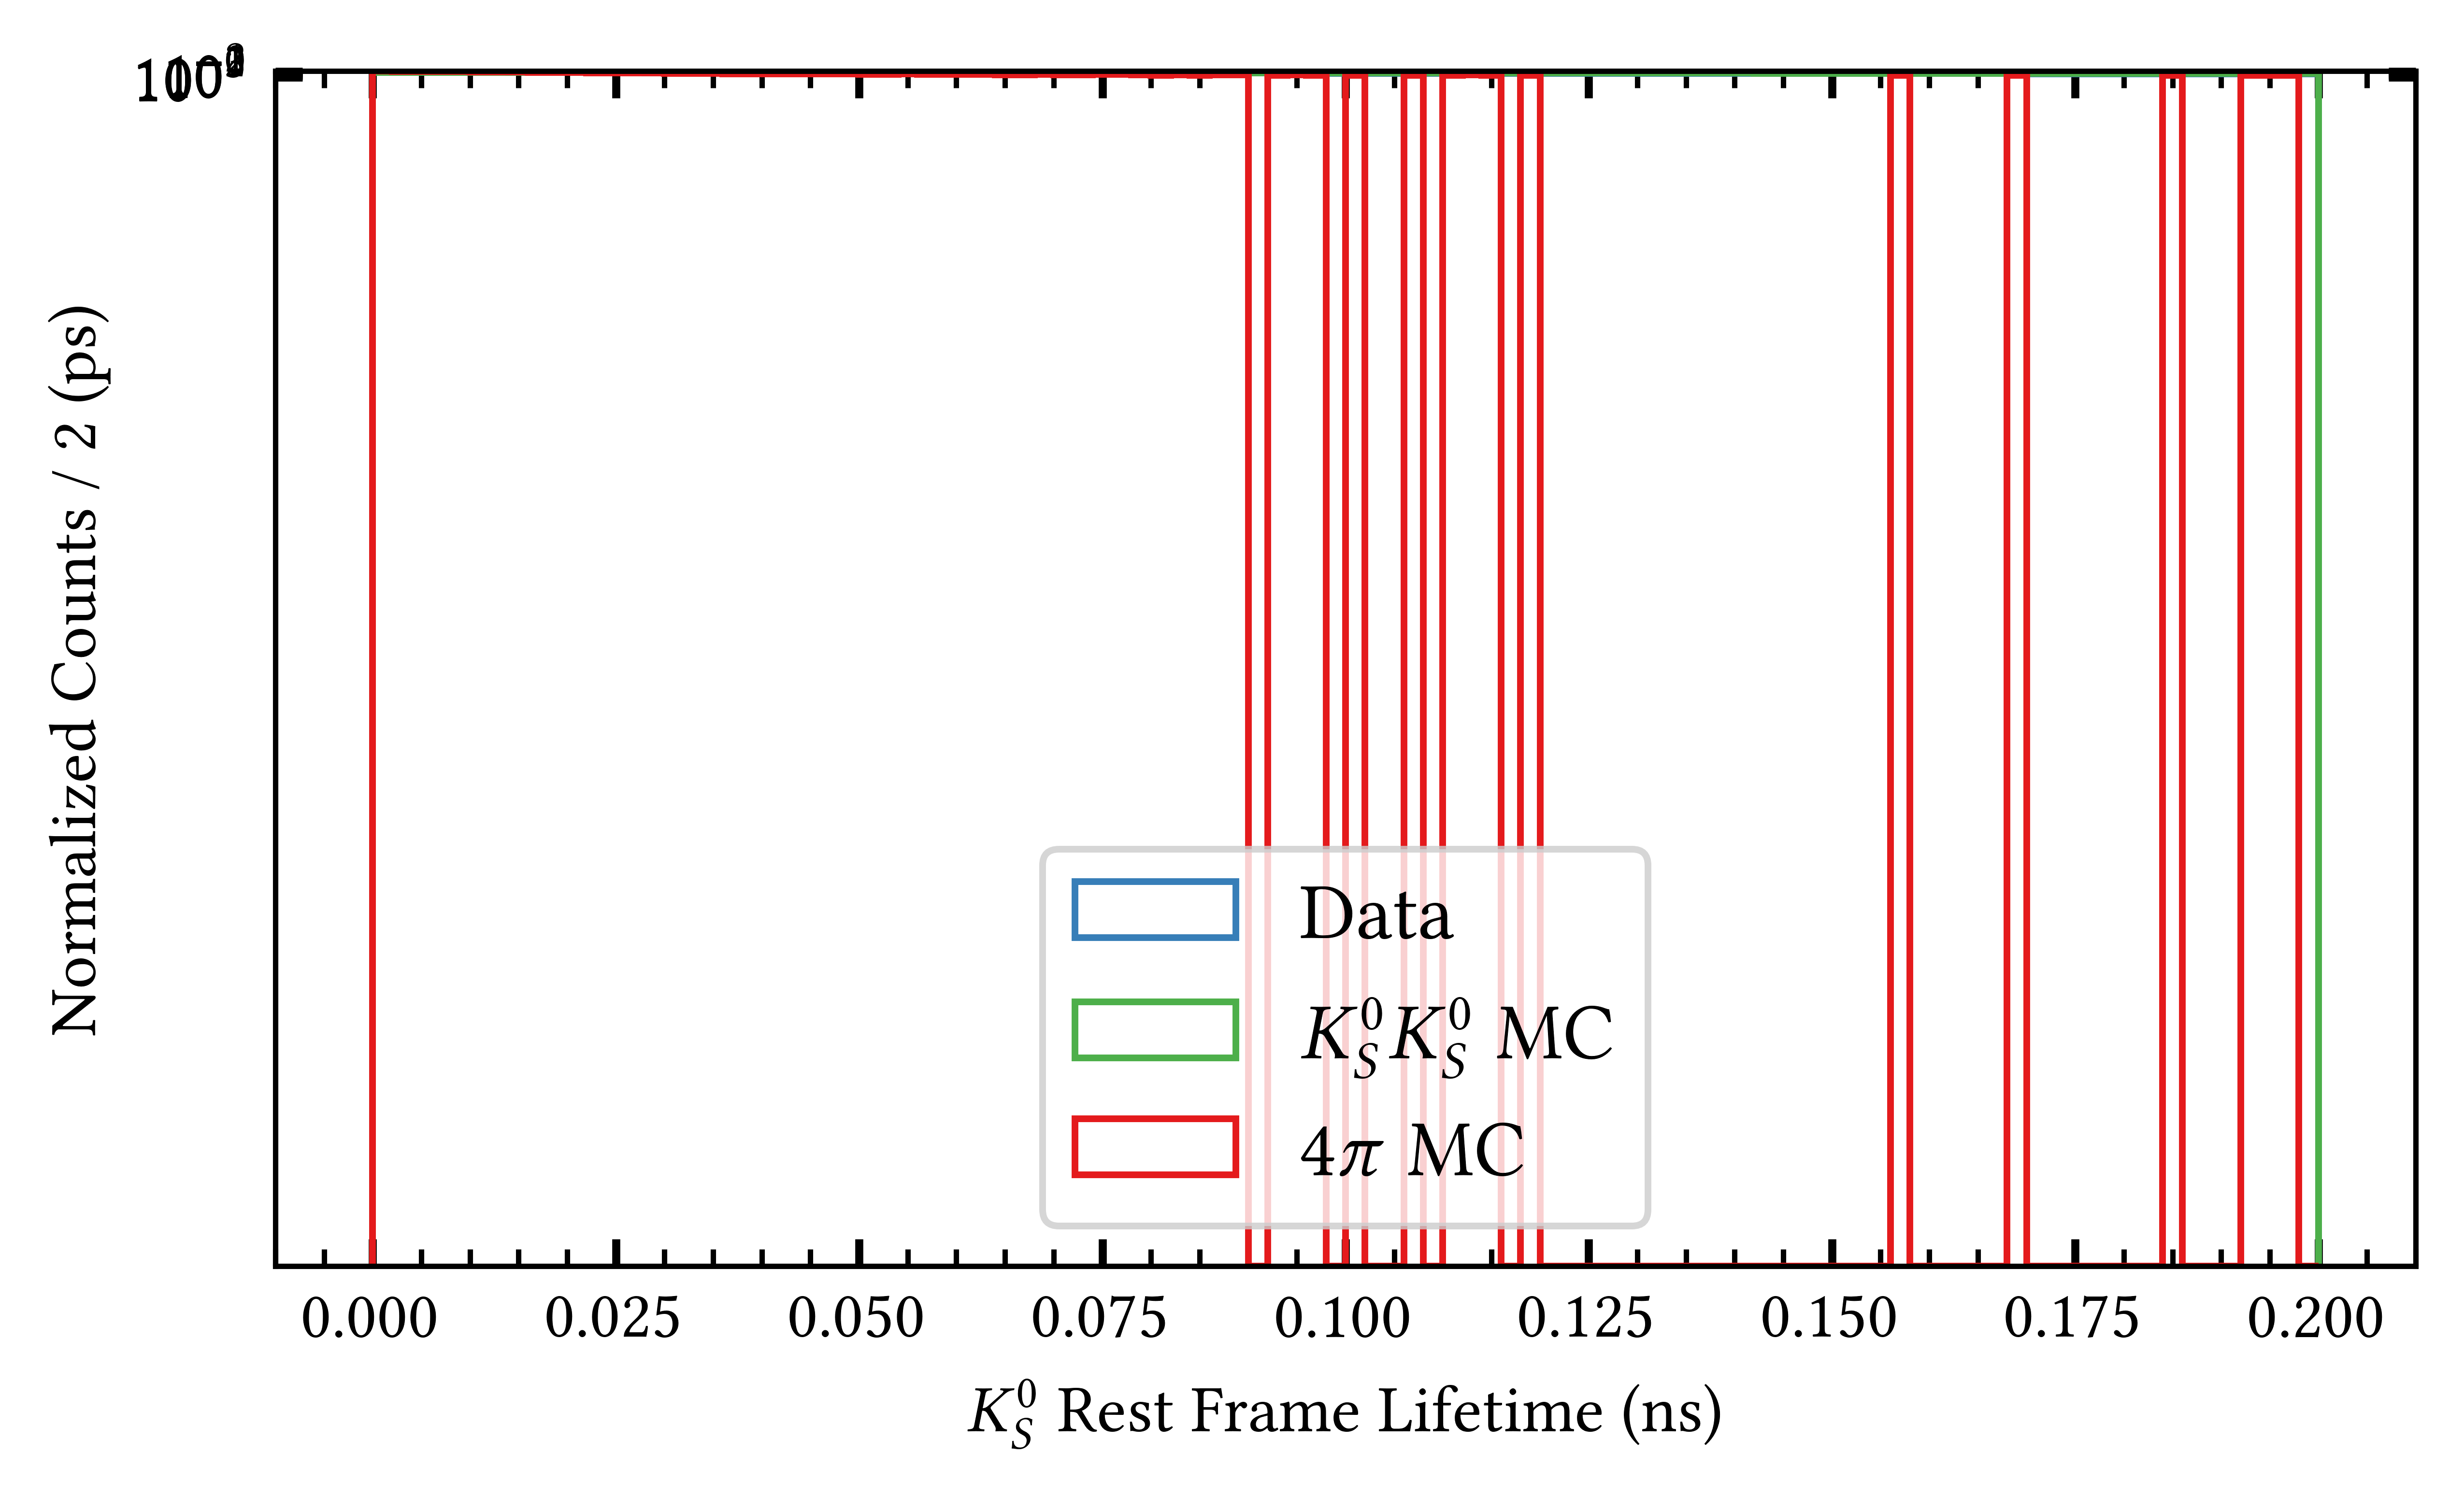 Normalized Counts / 2 (ps)
Data
$K_S^0 K_S^0$ MC
$4\pi$ MC
0.000 0.025 0.050 0.075 0.100 0.125 0.150 0.175 0.200
$K_S^0$ Rest Frame Lifetime (ns)